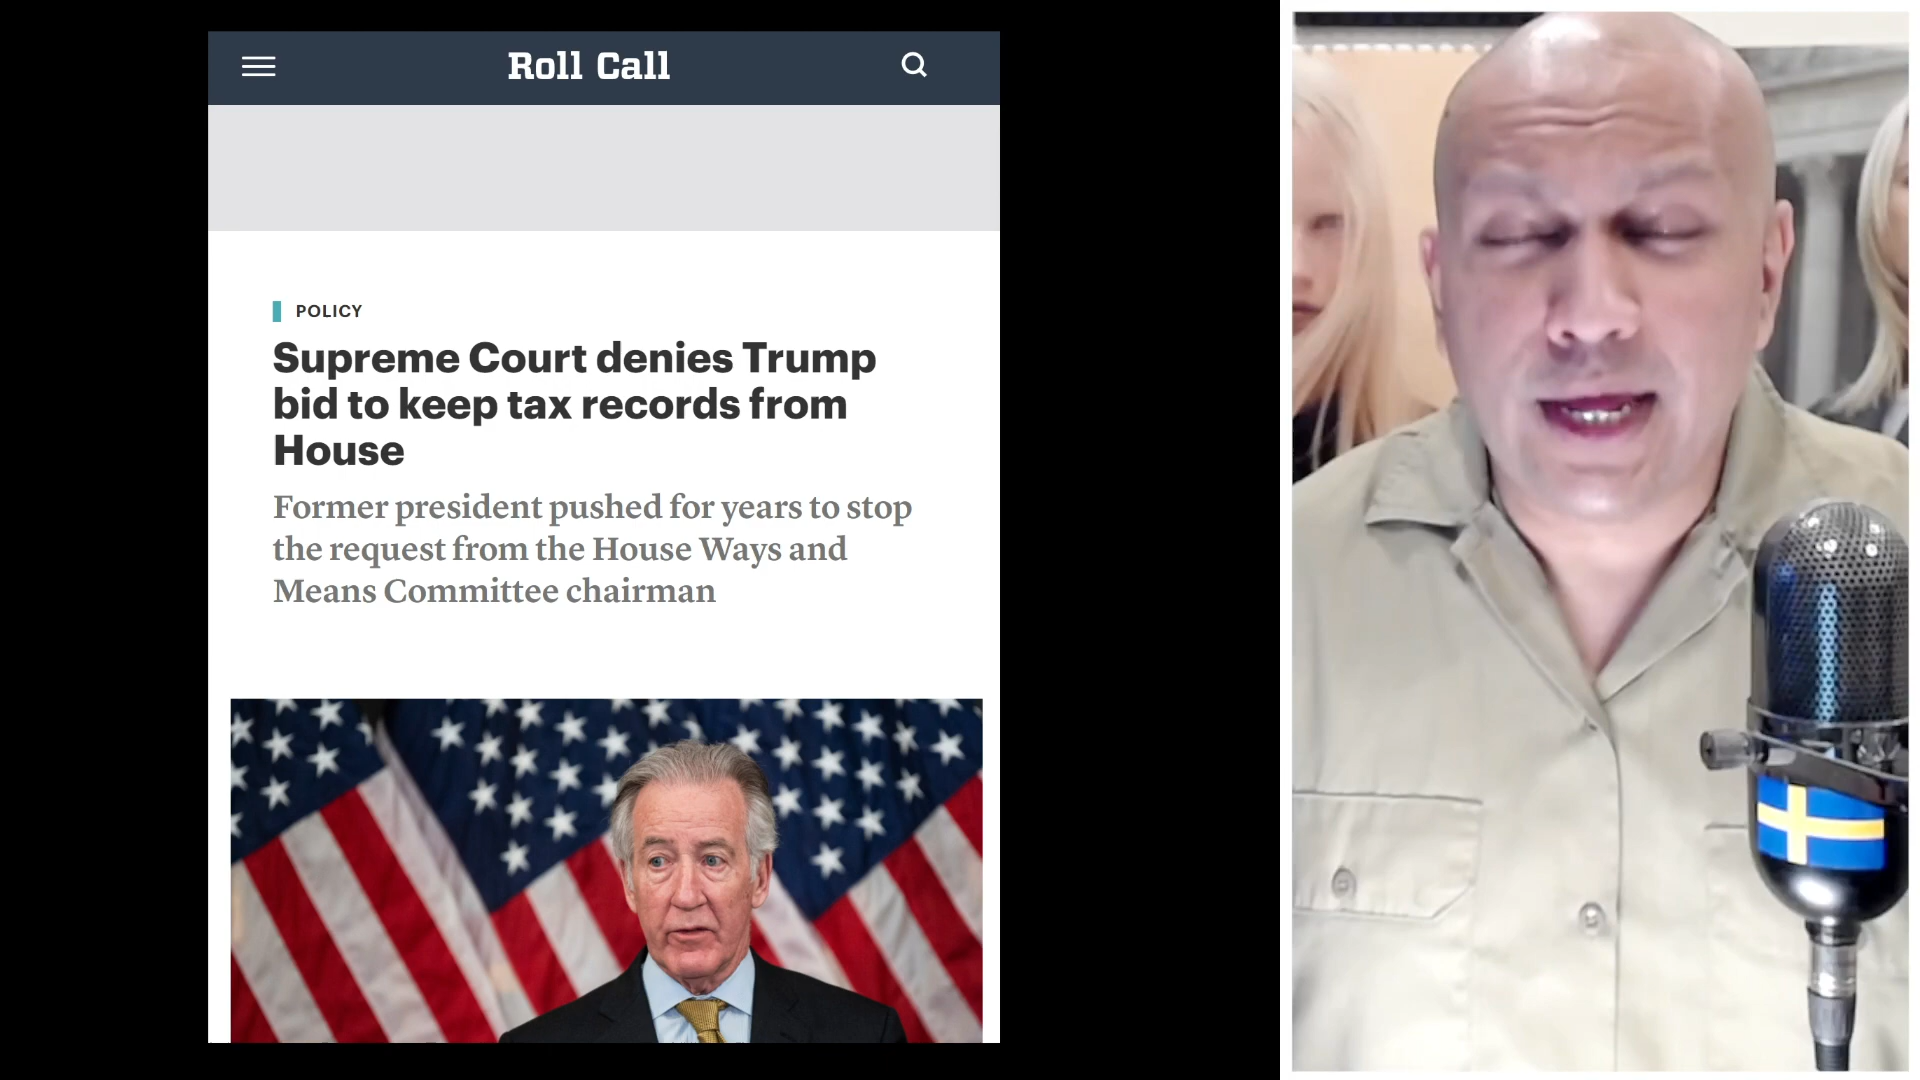 Roll Call
POLICY
Supreme Court denies Trump
bid to keep tax records from
House
Former president pushed for years to stop
the request from the House Ways and
Means Committee chairman